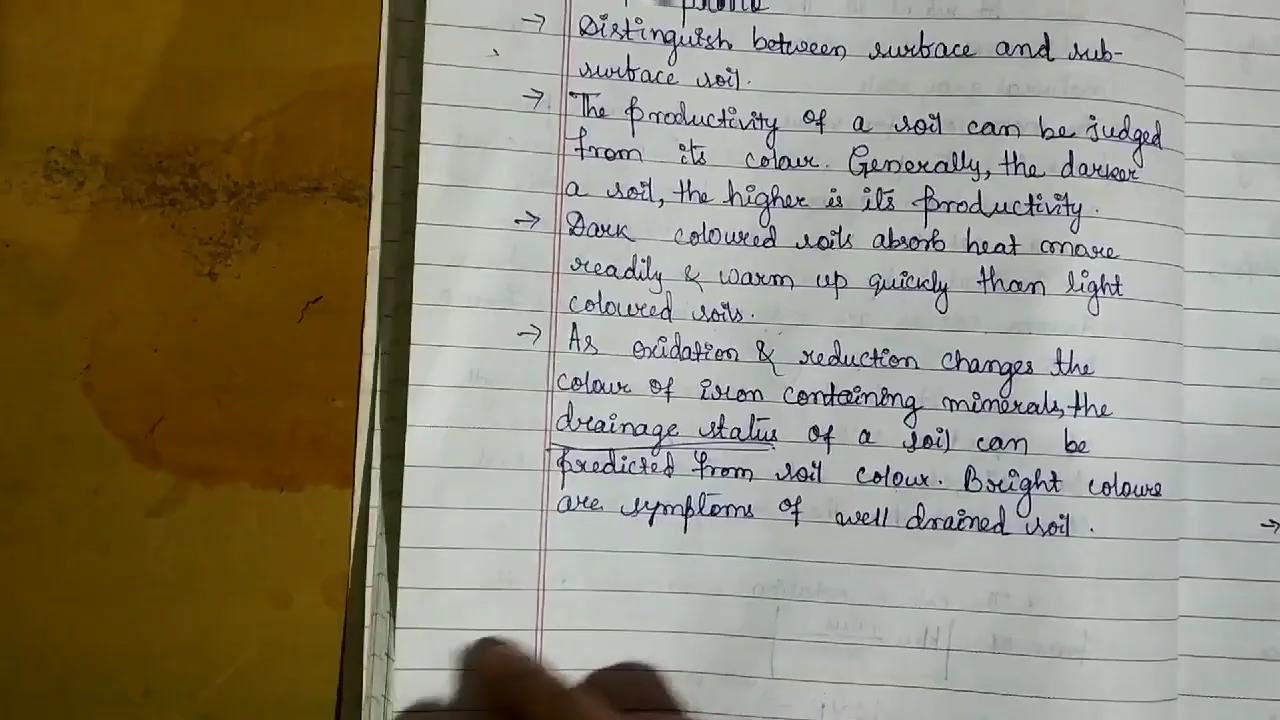 → Distinguish between surface and sub-
surface soil.
→ The productivity of a soil can be judged
from its colour. Generally, the darker
a soil, the higher is its productivity.
→ Dark coloured soils absorb heat more
readily & warm up quickly than light
coloured soils.
→ As oxidation & reduction changes the
colour of iron containing minerals, the
drainage status of a soil can be
predicted from soil colour. Bright colours
are symptoms of well drained soil.
→